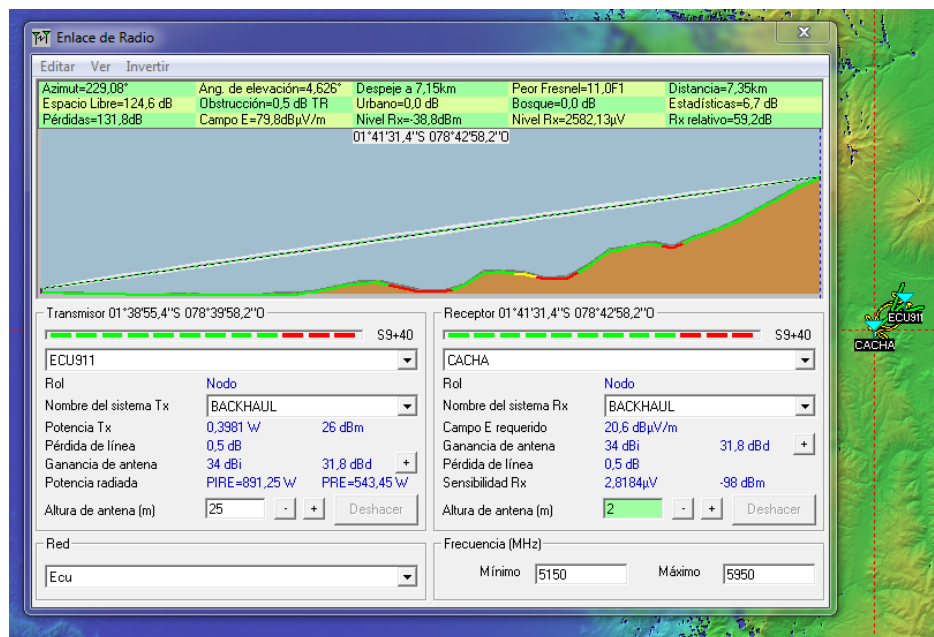 Enlace de Radio
X
Editar Ver Invertir
Azimut=229,08° Ang. de elevación=4,626° Despeje a 7,15km Peor Fresnel=11,0F1 Distancia=7,35km
Espacio Libre=124,6 dB Obstrucción=0,5 dB TR Urbano=0,0 dB Bosque=0,0 dB Estadísticas=6,7 dB
Pérdidas=131,8dB Campo E=79,8dBµV/m Nivel Rx=-38,8dBm Nivel Rx=2582,13µV Rx relativo=59,2dB
01°41'31,4''S 078°42'58,2''O
Transmisor 01°38'55,4''S 078°39'58,2''O
S9+40
ECU911
Rol Nodo
Nombre del sistema Tx BACKHAUL
Potencia Tx 0,3981 W 26 dBm
Pérdida de línea 0,5 dB
Ganancia de antena 34 dBi 31,8 dBd +
Potencia radiada PIRE=891,25 W PRE=543,45 W
Altura de antena (m) 25 - + Deshacer
Red
Ecu
Receptor 01°41'31,4''S 078°42'58,2''O
S9+40
CACHA
Rol Nodo
Nombre del sistema Rx BACKHAUL
Campo E requerido 20,6 dBµV/m
Ganancia de antena 34 dBi 31,8 dBd +
Pérdida de línea 0,5 dB
Sensibilidad Rx 2,8184µV -98 dBm
Altura de antena (m) 2 - + Deshacer
Frecuencia (MHz)
Mínimo 5150 Máximo 5950
ECU911
CACHA